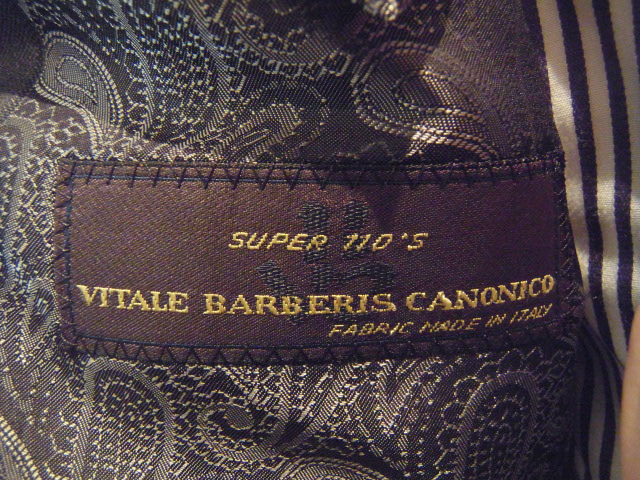 SUPER 110'S
VITALE BARBERIS CANONICO
FABRIC MADE IN ITALY